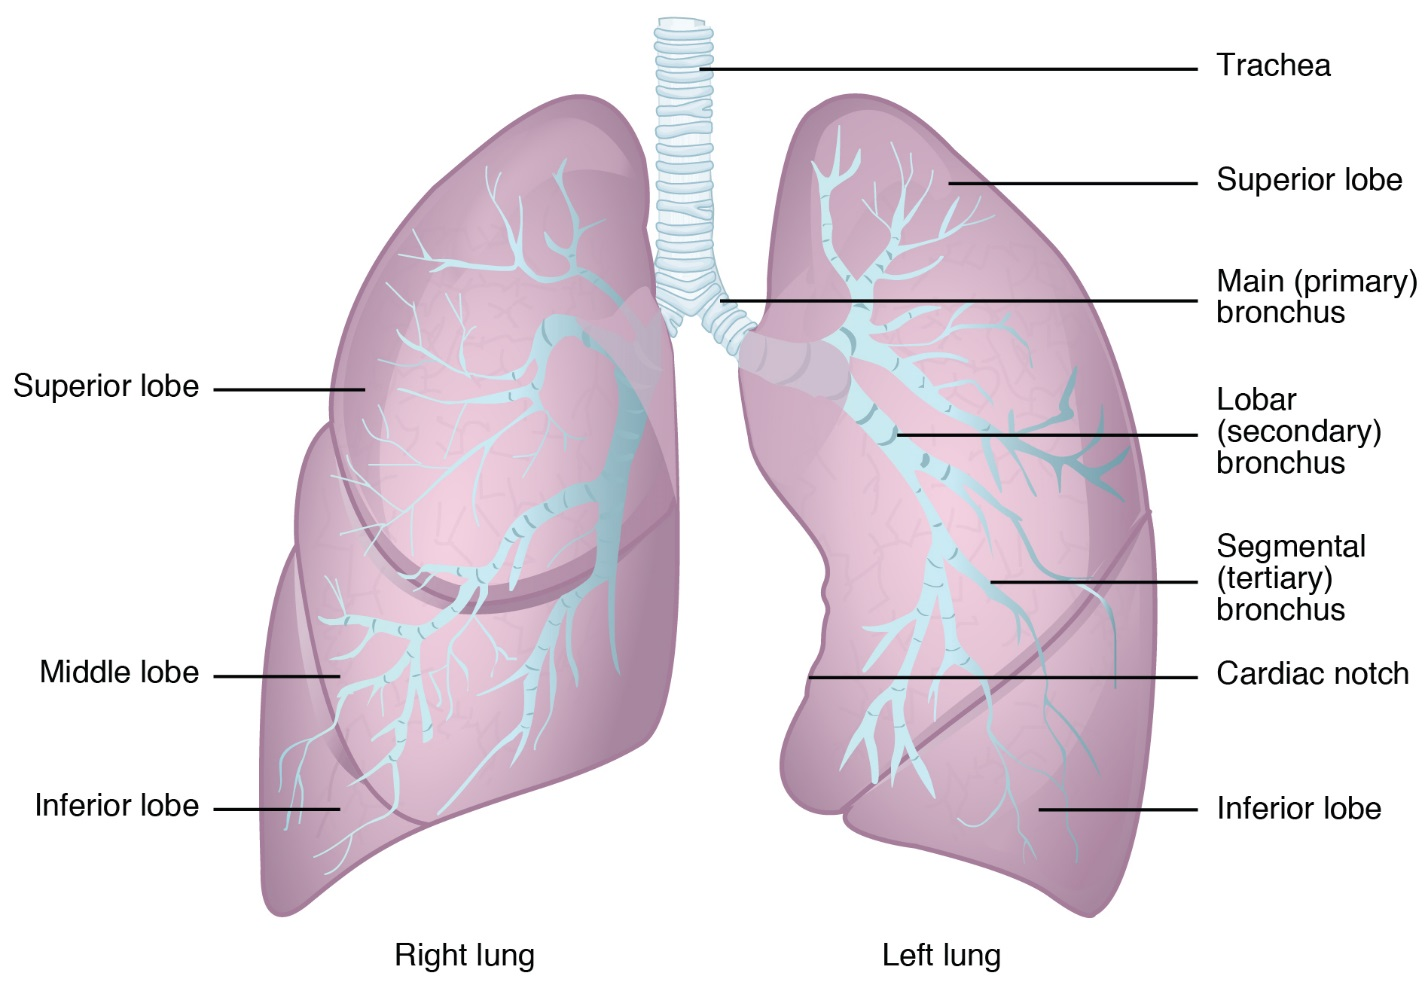 Trachea
Superior lobe
Main (primary)
bronchus
Superior lobe
Lobar
(secondary)
bronchus
Segmental
(tertiary)
bronchus
Middle lobe
Cardiac notch
Inferior lobe
Inferior lobe
Right lung
Left lung